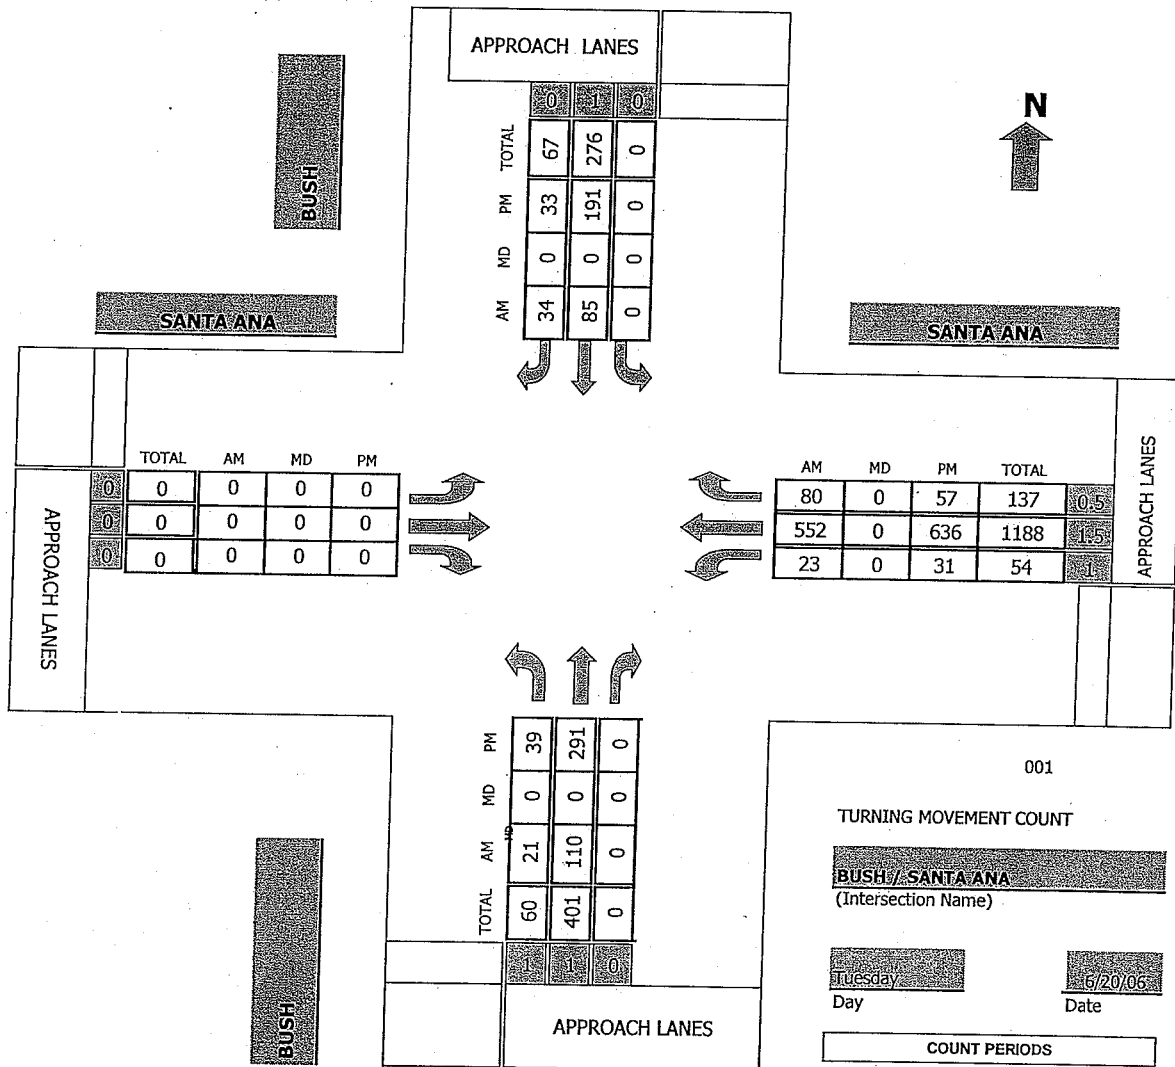 APPROACH LANES
0 1 0
TOTAL 67 276 0
PM 33 191 0
MD 0 0 0
AM 34 85 0
BUSH
N
SANTA ANA
SANTA ANA
TOTAL AM MD PM
0 0 0 0 0
0 0 0 0 0
0 0 0 0 0
APPROACH LANES
AM MD PM TOTAL
80 0 57 137 0.5
552 0 636 1188 1.5
23 0 31 54 1
APPROACH LANES
PM 39 291 0
MD 0 0 0
MD
AM 21 110 0
TOTAL 60 401 0
1 1 0
APPROACH LANES
BUSH
001
TURNING MOVEMENT COUNT
BUSH / SANTA ANA
(Intersection Name)
Tuesday 6/20/06
Day Date
COUNT PERIODS